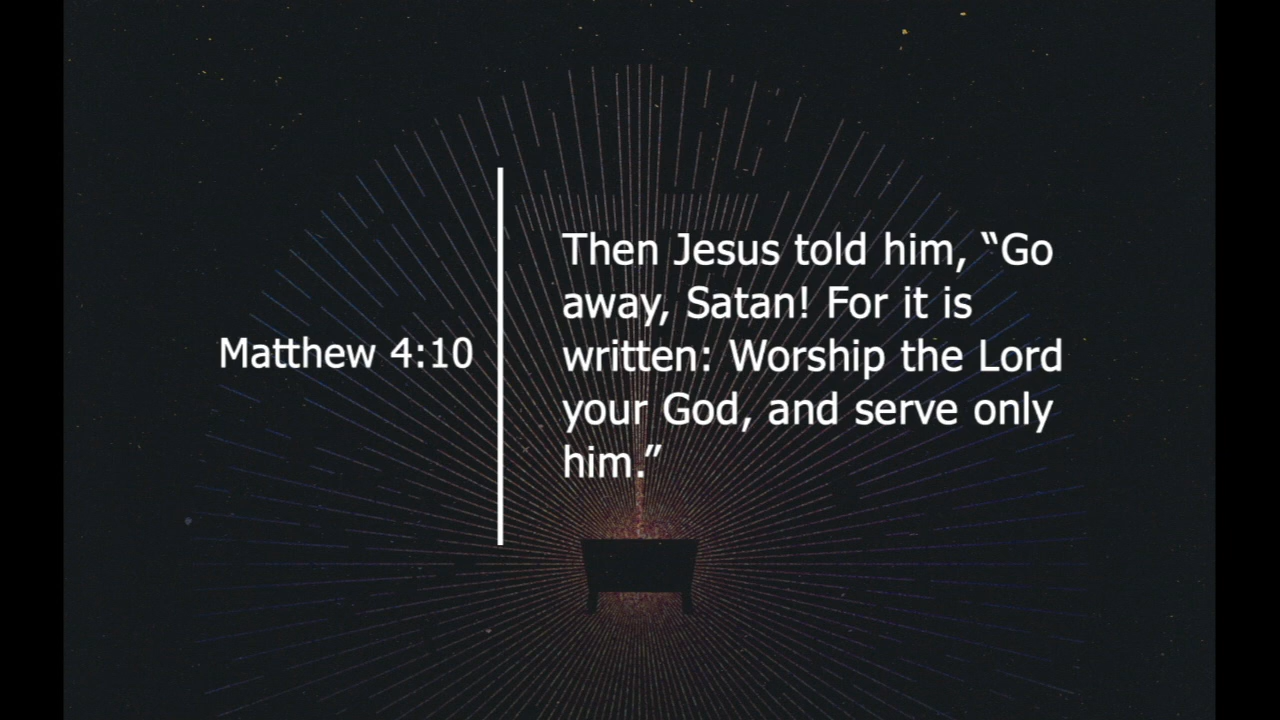 Matthew 4:10
Then Jesus told him, “Go
away, Satan! For it is
written: Worship the Lord
your God, and serve only
him.”